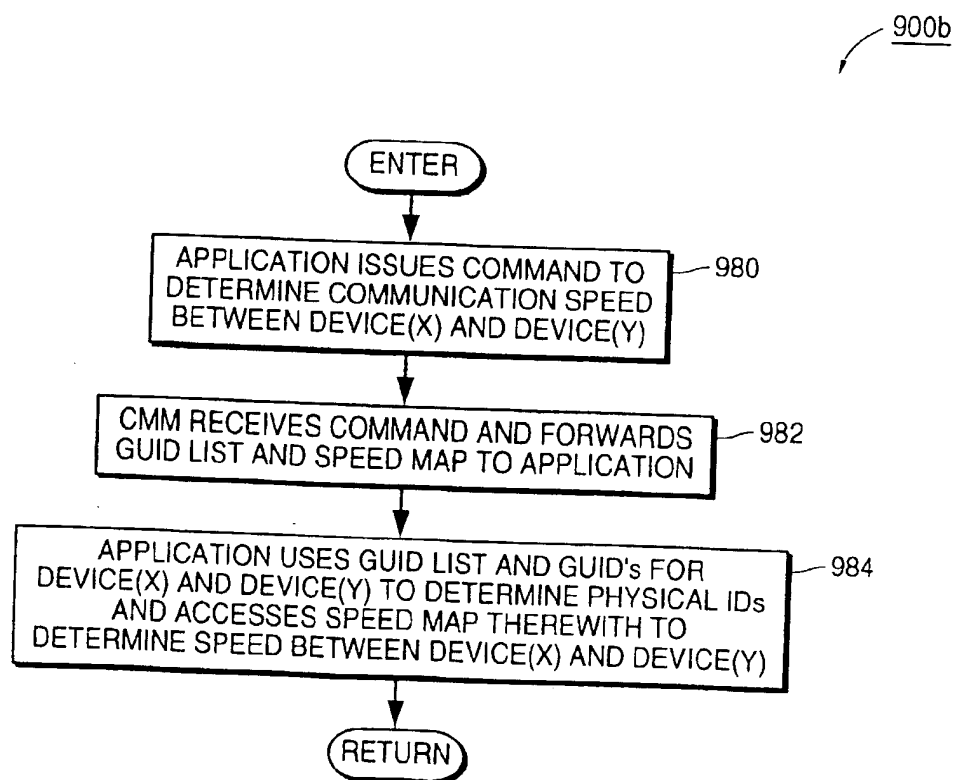 900b
ENTER
APPLICATION ISSUES COMMAND TO
DETERMINE COMMUNICATION SPEED
BETWEEN DEVICE(X) AND DEVICE(Y)
980
CMM RECEIVES COMMAND AND FORWARDS
GUID LIST AND SPEED MAP TO APPLICATION
982
APPLICATION USES GUID LIST AND GUID's FOR
DEVICE(X) AND DEVICE(Y) TO DETERMINE PHYSICAL IDs
AND ACCESSES SPEED MAP THEREWITH TO
DETERMINE SPEED BETWEEN DEVICE(X) AND DEVICE(Y)
984
RETURN